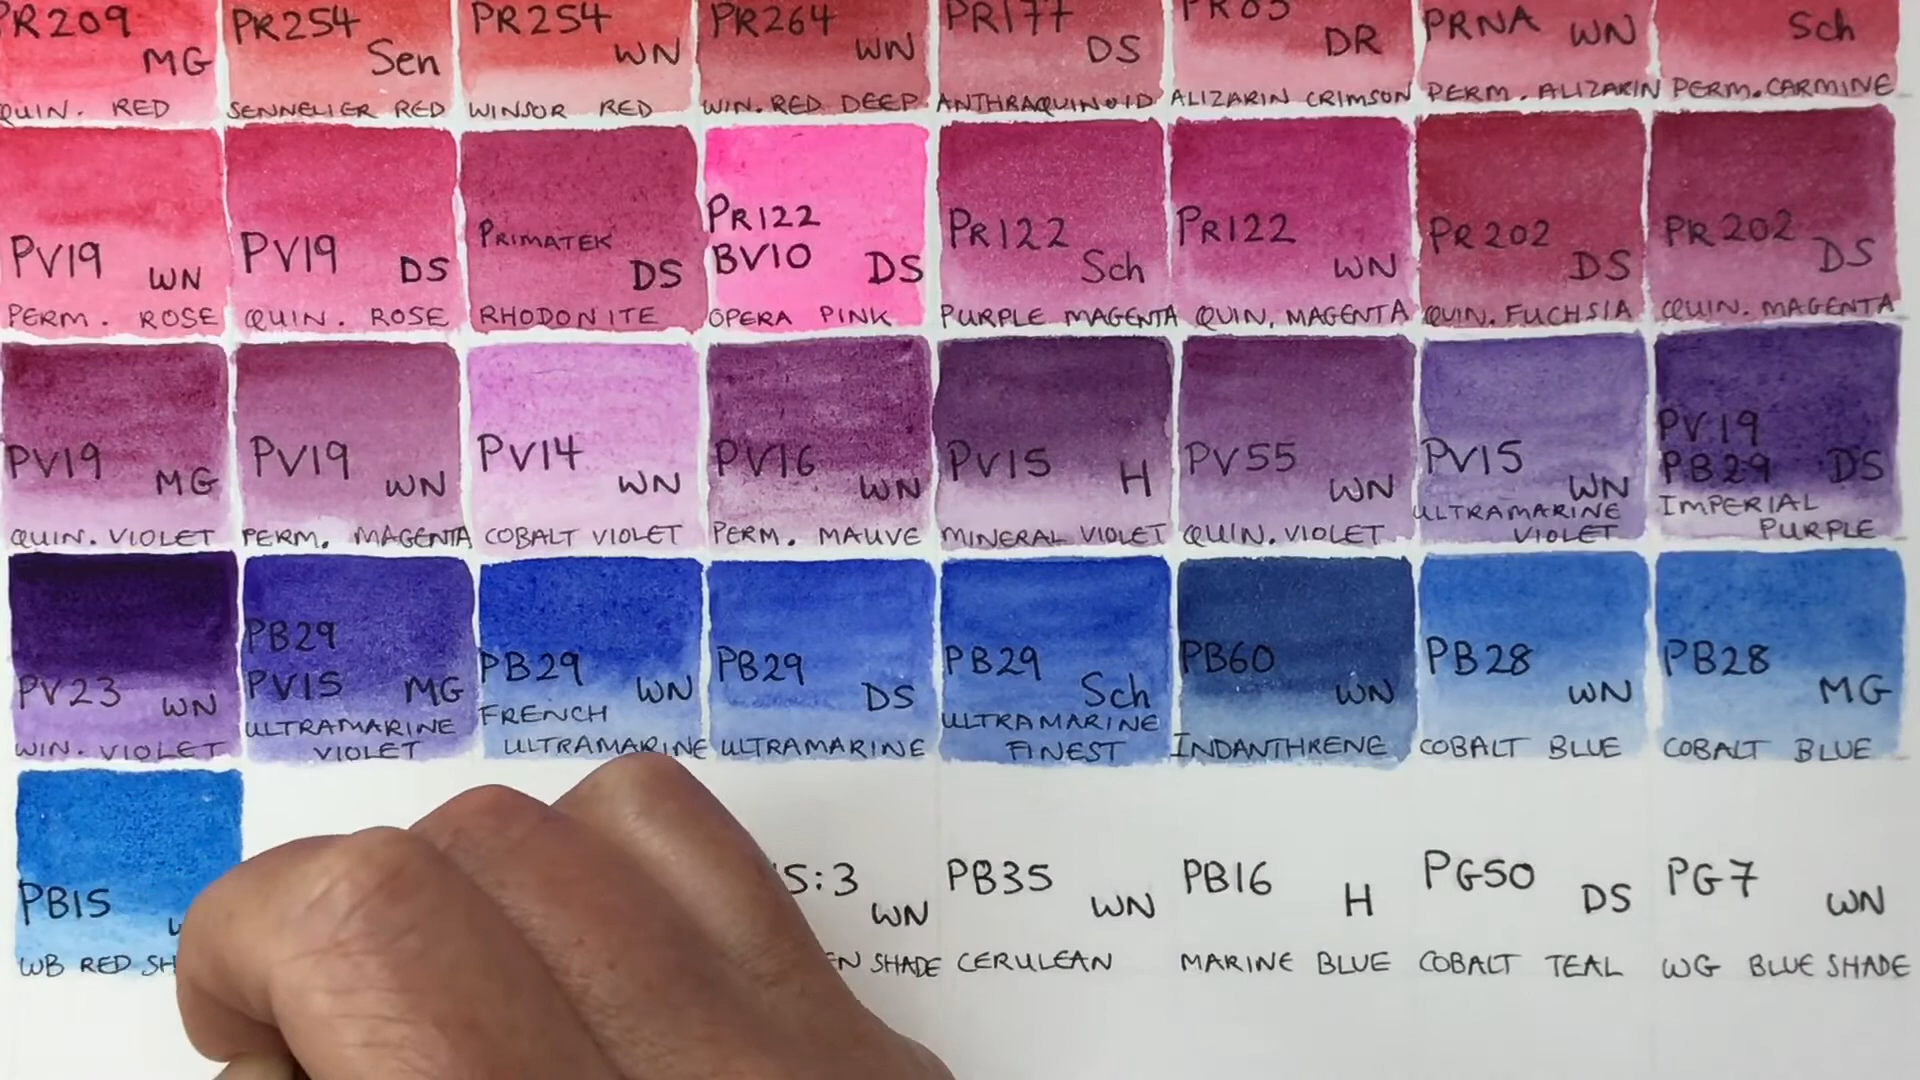 PR209 MG
QUIN. RED
PR254 Sen
SENNELIER RED
PR254 WN
WINSOR RED
PR264 WN
WIN. RED DEEP
PR177 DS
ANTHRAQUINOID
DR
ALIZARIN CRIMSON
PRNA WN
PERM. ALIZARIN
Sch
PERM. CARMINE
PV19 WN
PERM. ROSE
PV19 DS
QUIN. ROSE
PRIMATEK
DS
RHODONITE
PR122
BV10 DS
OPERA PINK
PR122 Sch
PURPLE MAGENTA
PR122 WN
QUIN. MAGENTA
PR202 DS
QUIN. FUCHSIA
PR202 DS
QUIN. MAGENTA
PV19 MG
QUIN. VIOLET
PV19 WN
PERM. MAGENTA
PV14 WN
COBALT VIOLET
PV16 WN
PERM. MAUVE
PV15 H
MINERAL VIOLET
PV55 WN
QUIN. VIOLET
PV15 WN
ULTRAMARINE
VIOLET
PV19
PB29 DS
IMPERIAL
PURPLE
PV23 WN
WIN. VIOLET
PB29
PV15 MG
ULTRAMARINE
VIOLET
PB29 WN
FRENCH
ULTRAMARINE
PB29 DS
ULTRAMARINE
PB29 Sch
ULTRAMARINE
FINEST
PB60 WN
INDANTHRENE
PB28 WN
COBALT BLUE
PB28 MG
COBALT BLUE
PB15
WB RED SH
5:3 WN
EN SHADE
PB35 WN
CERULEAN
PB16 H
MARINE BLUE
PG50 DS
COBALT TEAL
PG7 WN
WG BLUE SHADE